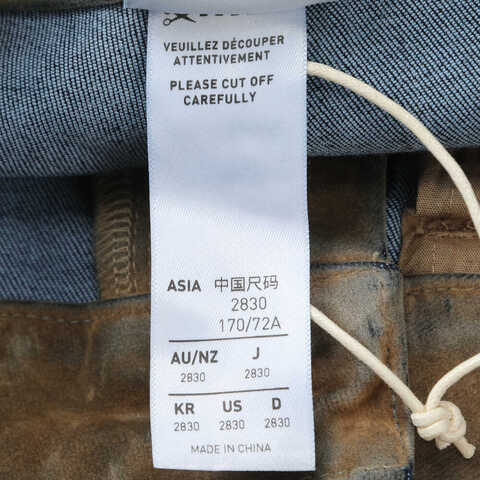 VEUILLEZ DÉCOUPER
ATTENTIVEMENT
PLEASE CUT OFF
CAREFULLY
ASIA 中国尺码
2830
170/72A
AU/NZ J
2830 2830
KR US D
2830 2830 2830
MADE IN CHINA